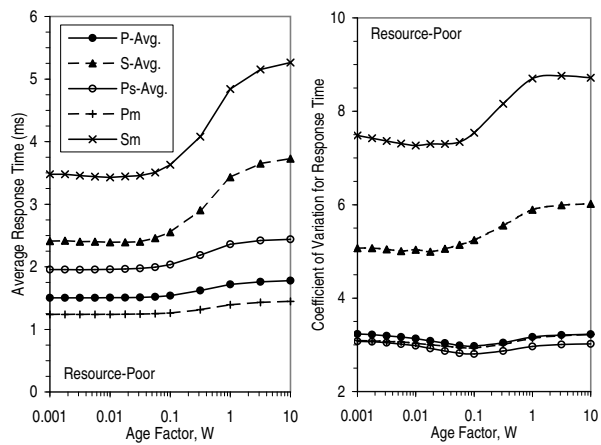 Average Response Time (ms)
6
5
4
3
2
1
0
P-Avg.
S-Avg.
Ps-Avg.
Pm
Sm
Resource-Poor
0.001 0.01 0.1 1 10
Age Factor, W
Coefficient of Variation for Response Time
10
8
6
4
2
Resource-Poor
0.001 0.01 0.1 1 10
Age Factor, W